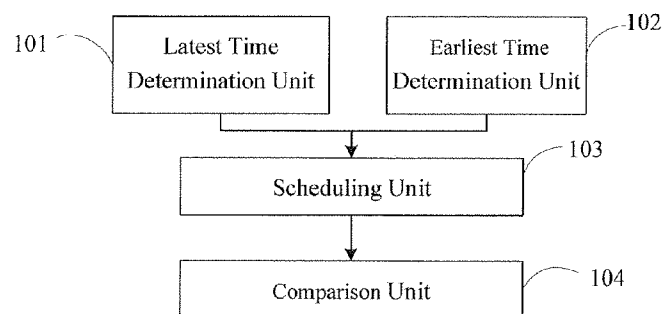 101
Latest Time
Determination Unit
Earliest Time
Determination Unit
102
Scheduling Unit
103
Comparison Unit
104